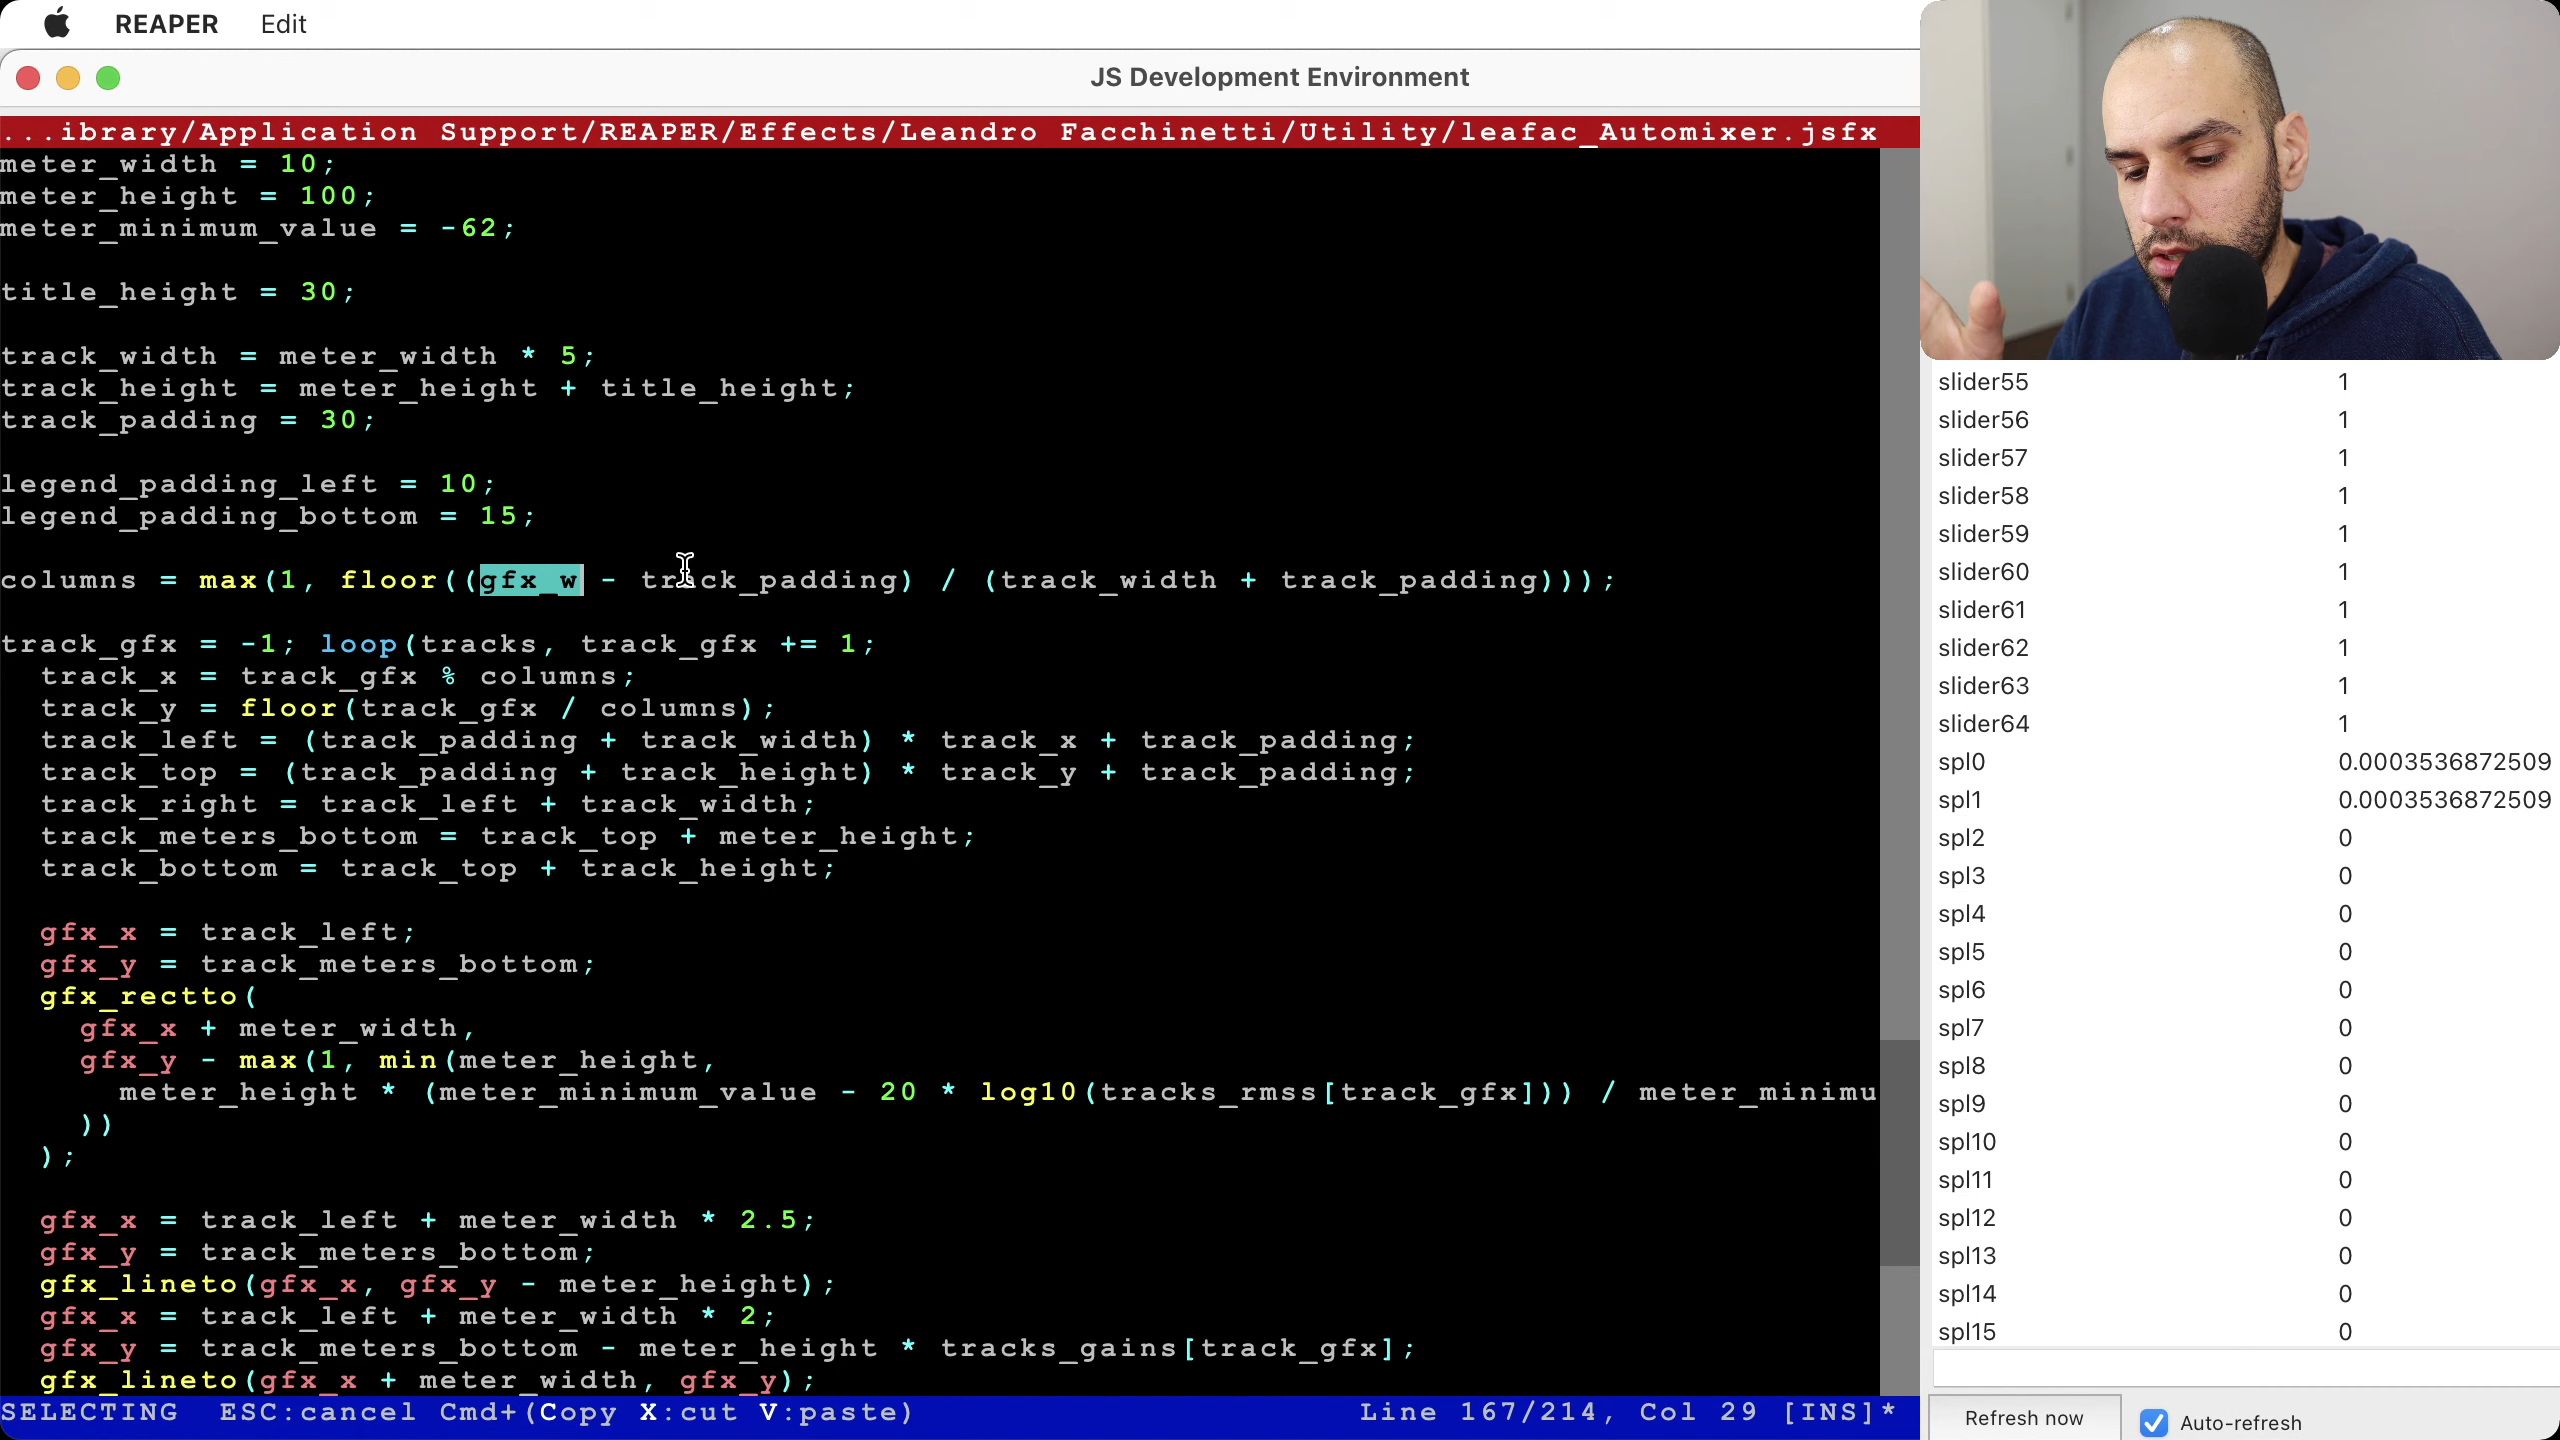 REAPER Edit
JS Development Environment
...ibrary/Application Support/REAPER/Effects/Leandro Facchinetti/Utility/leafac_Automixer.jsfx
meter_width = 10;
meter_height = 100;
meter_minimum_value = -62;
title_height = 30;
track_width = meter_width * 5;
track_height = meter_height + title_height;
track_padding = 30;
legend_padding_left = 10;
legend_padding_bottom = 15;
columns = max(1, floor((gfx_w - track_padding) / (track_width + track_padding)));
track_gfx = -1; loop(tracks, track_gfx += 1;
track_x = track_gfx % columns;
track_y = floor(track_gfx / columns);
track_left = (track_padding + track_width) * track_x + track_padding;
track_top = (track_padding + track_height) * track_y + track_padding;
track_right = track_left + track_width;
track_meters_bottom = track_top + meter_height;
track_bottom = track_top + track_height;
gfx_x = track_left;
gfx_y = track_meters_bottom;
gfx_rectto(
gfx_x + meter_width,
gfx_y - max(1, min(meter_height,
meter_height * (meter_minimum_value - 20 * log10(tracks_rmss[track_gfx])) / meter_minimu
))
);
gfx_x = track_left + meter_width * 2.5;
gfx_y = track_meters_bottom;
gfx_lineto(gfx_x, gfx_y - meter_height);
gfx_x = track_left + meter_width * 2;
gfx_y = track_meters_bottom - meter_height * tracks_gains[track_gfx];
gfx_lineto(gfx_x + meter_width, gfx_y);
SELECTING ESC:cancel Cmd+(Copy X:cut V:paste) Line 167/214, Col 29 [INS]*
slider55 1
slider56 1
slider57 1
slider58 1
slider59 1
slider60 1
slider61 1
slider62 1
slider63 1
slider64 1
spl0 0.0003536872509
spl1 0.0003536872509
spl2 0
spl3 0
spl4 0
spl5 0
spl6 0
spl7 0
spl8 0
spl9 0
spl10 0
spl11 0
spl12 0
spl13 0
spl14 0
spl15 0
Refresh now Auto-refresh